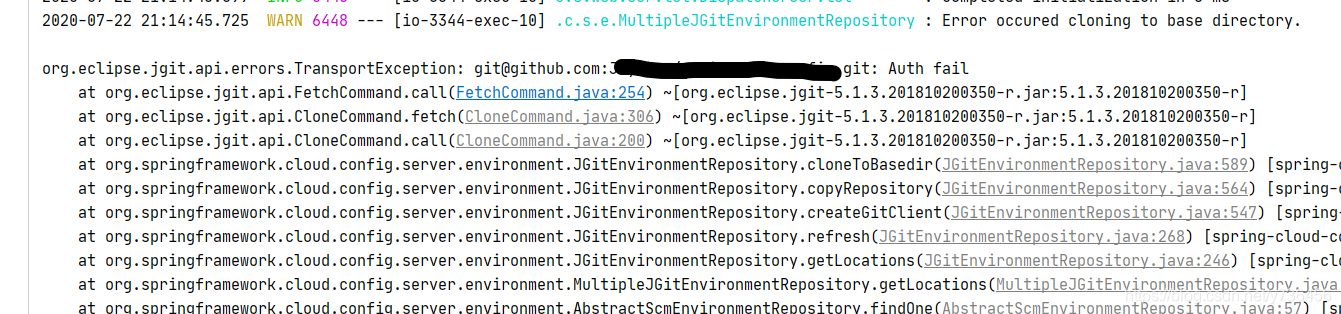 2020-07-22 21:14:45.725 WARN 6448 --- [io-3344-exec-10] .c.s.e.MultipleJGitEnvironmentRepository : Error occured cloning to base directory.
org.eclipse.jgit.api.errors.TransportException: git@github.com: git: Auth fail
at org.eclipse.jgit.api.FetchCommand.call(FetchCommand.java:254) ~[org.eclipse.jgit-5.1.3.201810200350-r.jar:5.1.3.201810200350-r]
at org.eclipse.jgit.api.CloneCommand.fetch(CloneCommand.java:306) ~[org.eclipse.jgit-5.1.3.201810200350-r.jar:5.1.3.201810200350-r]
at org.eclipse.jgit.api.CloneCommand.call(CloneCommand.java:200) ~[org.eclipse.jgit-5.1.3.201810200350-r.jar:5.1.3.201810200350-r]
at org.springframework.cloud.config.server.environment.JGitEnvironmentRepository.cloneToBasedir(JGitEnvironmentRepository.java:589) [spring-c
at org.springframework.cloud.config.server.environment.JGitEnvironmentRepository.copyRepository(JGitEnvironmentRepository.java:564) [spring-c
at org.springframework.cloud.config.server.environment.JGitEnvironmentRepository.createGitClient(JGitEnvironmentRepository.java:547) [spring-
at org.springframework.cloud.config.server.environment.JGitEnvironmentRepository.refresh(JGitEnvironmentRepository.java:268) [spring-cloud-co
at org.springframework.cloud.config.server.environment.JGitEnvironmentRepository.getLocations(JGitEnvironmentRepository.java:246) [spring-clo
at org.springframework.cloud.config.server.environment.MultipleJGitEnvironmentRepository.getLocations(MultipleJGitEnvironmentRepository.java
at org.springframework.cloud.config.server.environment.AbstractScmEnvironmentRepository.findOne(AbstractScmEnvironmentRepository.java:57) [spring-cloud